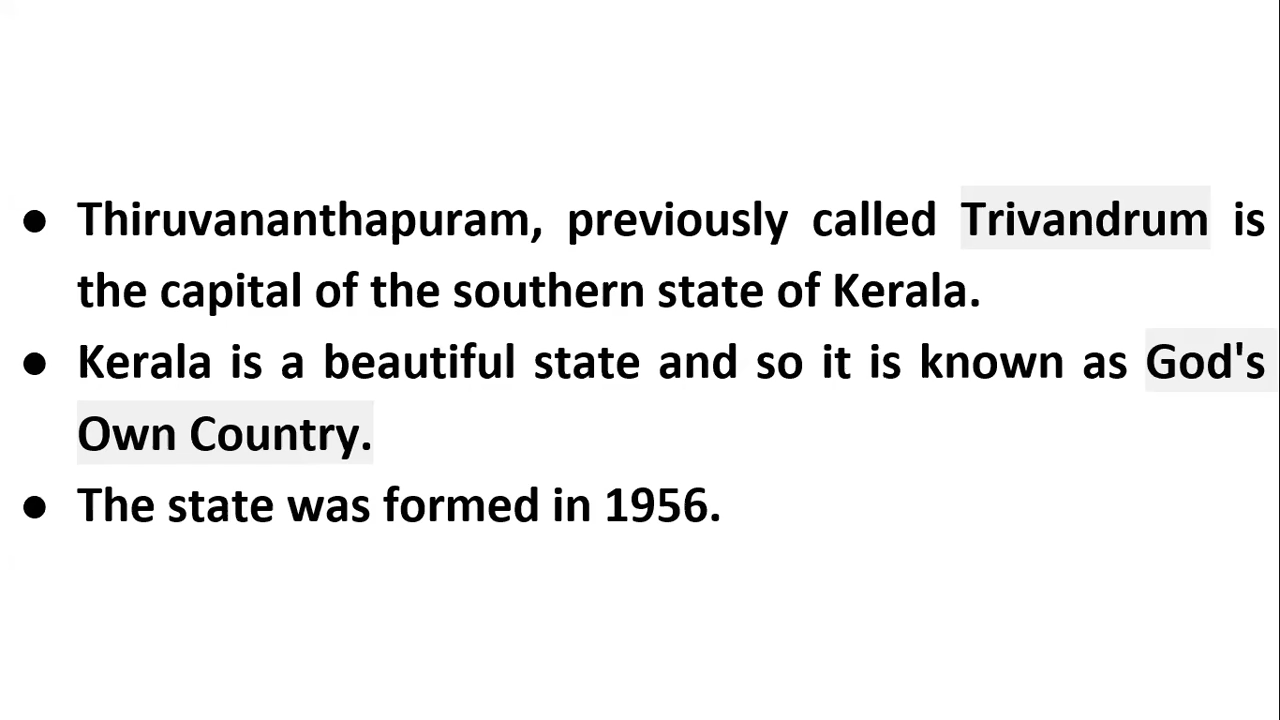 ● Thiruvananthapuram, previously called Trivandrum is
the capital of the southern state of Kerala.
● Kerala is a beautiful state and so it is known as God's
Own Country.
● The state was formed in 1956.